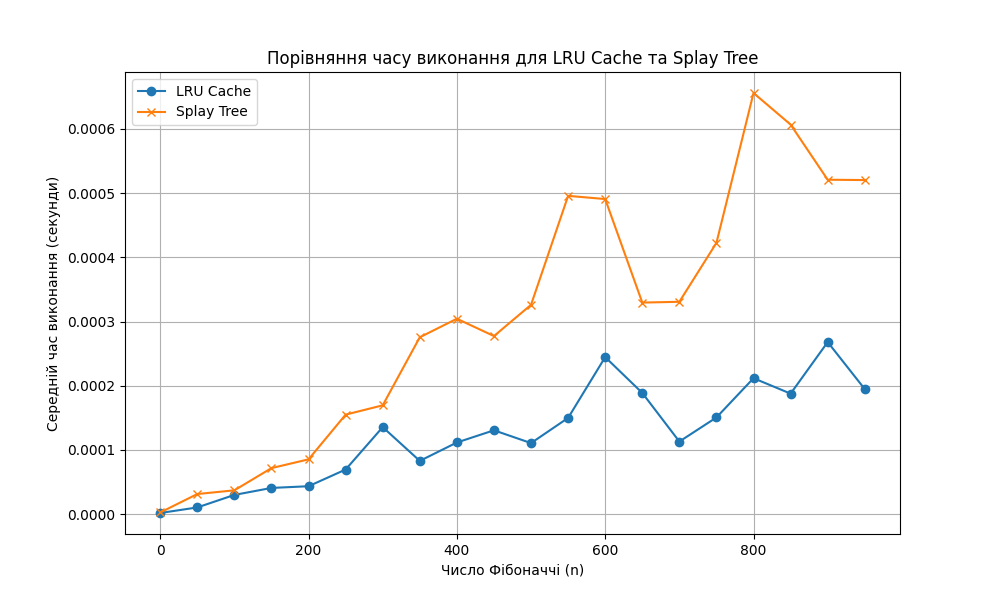 Порівняння часу виконання для LRU Cache та Splay Tree
LRU Cache
Splay Tree
Середній час виконання (секунди)
0.0006
0.0005
0.0004
0.0003
0.0002
0.0001
0.0000
0 200 400 600 800
Число Фібоначчі (n)